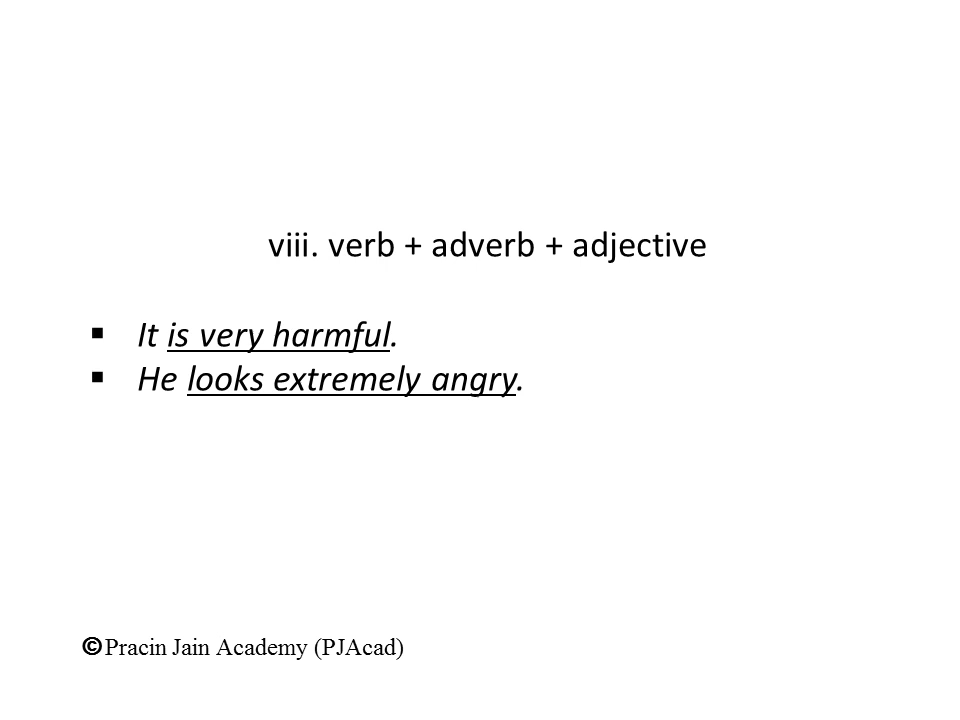 viii. verb + adverb + adjective
▪ It is very harmful.
▪ He looks extremely angry.
©Pracin Jain Academy (PJAcad)